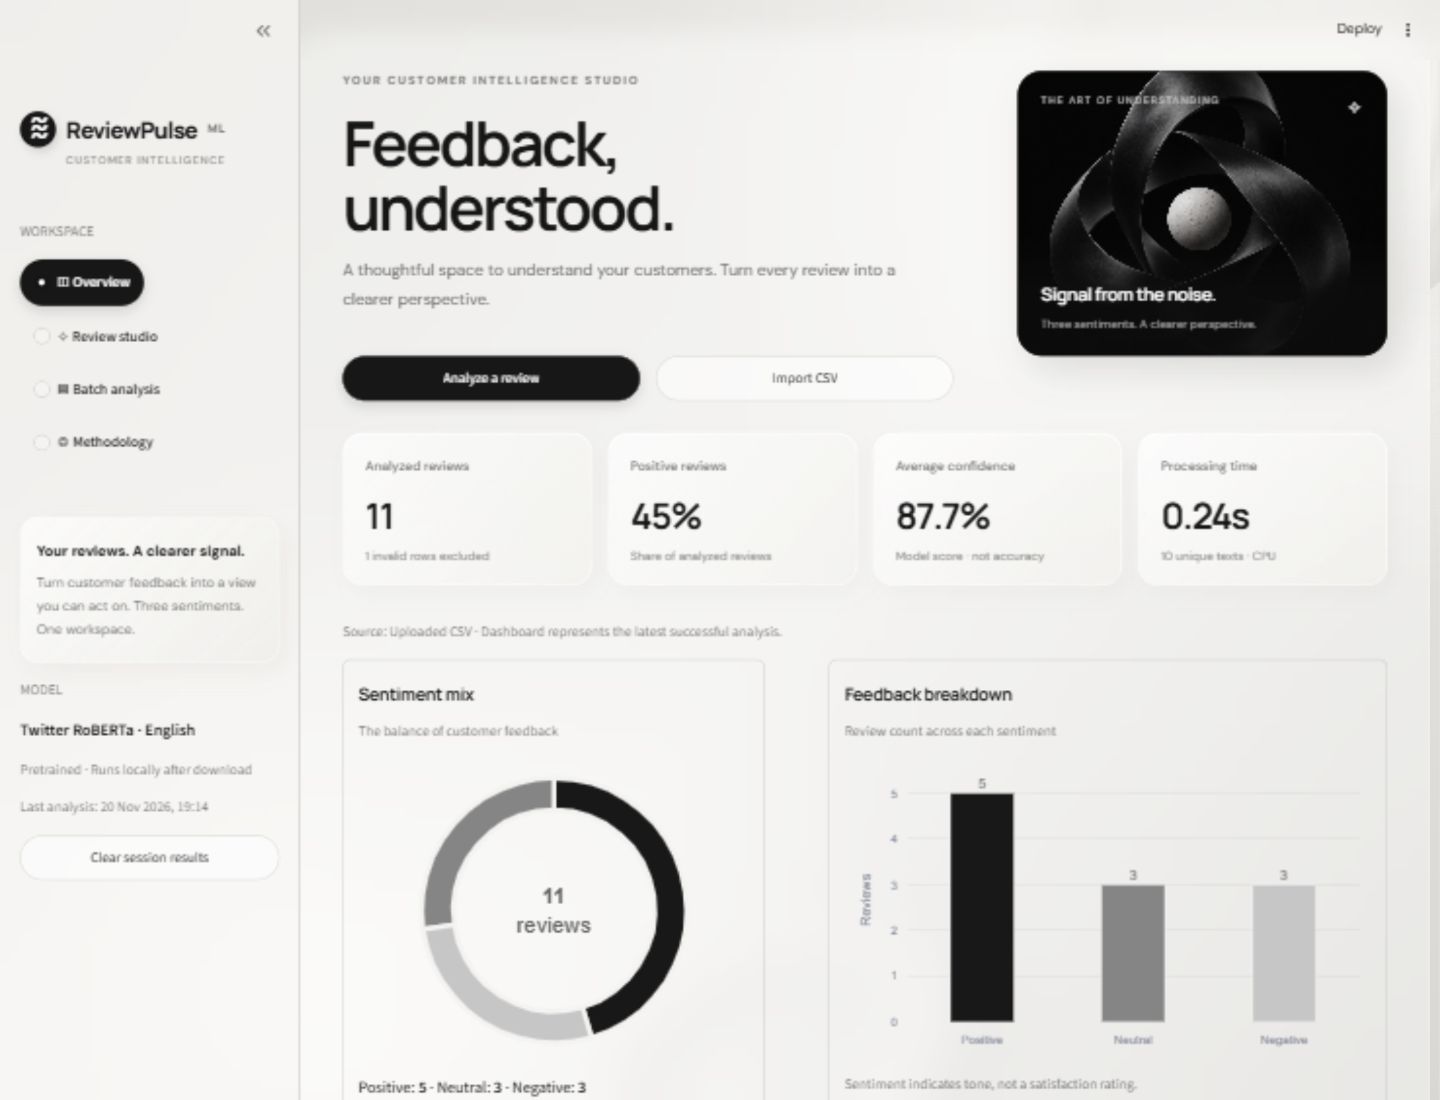 Deploy
ReviewPulse ML
CUSTOMER INTELLIGENCE
WORKSPACE
Overview
Review studio
Batch analysis
Methodology
Your reviews. A clearer signal.
Turn customer feedback into a view
you can act on. Three sentiments.
One workspace.
MODEL
Twitter RoBERTa · English
Pretrained · Runs locally after download
Last analysis: 20 Nov 2026, 19:14
Clear session results
YOUR CUSTOMER INTELLIGENCE STUDIO
Feedback,
understood.
A thoughtful space to understand your customers. Turn every review into a
clearer perspective.
Analyze a review
Import CSV
THE ART OF UNDERSTANDING
Signal from the noise.
Three sentiments. A clearer perspective.
Analyzed reviews
11
1 invalid rows excluded
Positive reviews
45%
Share of analyzed reviews
Average confidence
87.7%
Model score · not accuracy
Processing time
0.24s
10 unique texts · CPU
Source: Uploaded CSV · Dashboard represents the latest successful analysis.
Sentiment mix
The balance of customer feedback
11
reviews
Positive: 5 · Neutral: 3 · Negative: 3
Feedback breakdown
Review count across each sentiment
Reviews
5
4
3
2
1
0
5
3
3
Positive
Neutral
Negative
Sentiment indicates tone, not a satisfaction rating.